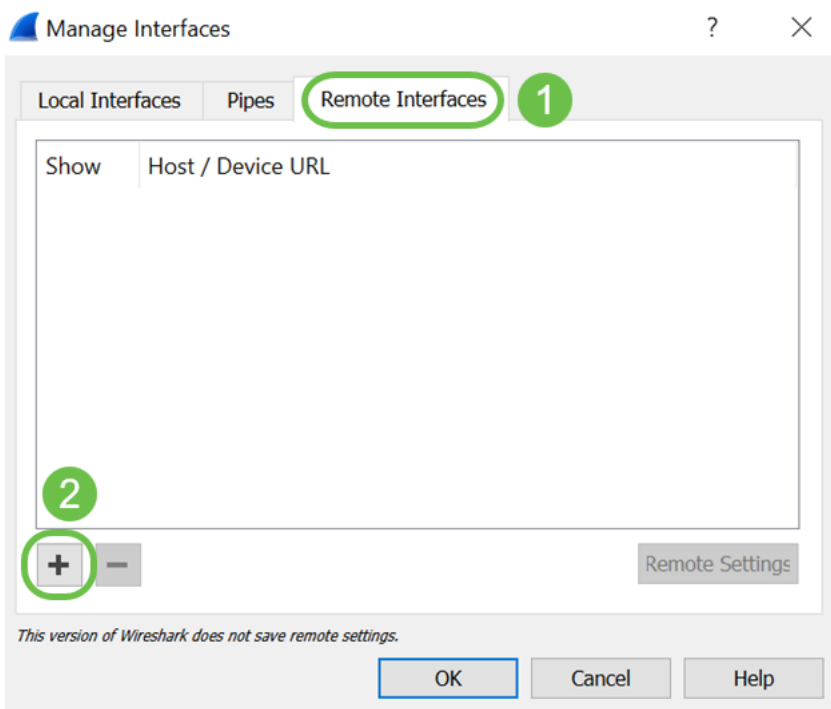 Manage Interfaces ?
Local Interfaces Pipes Remote Interfaces 1
Show Host / Device URL
2
+ − Remote Settings
This version of Wireshark does not save remote settings.
OK Cancel Help